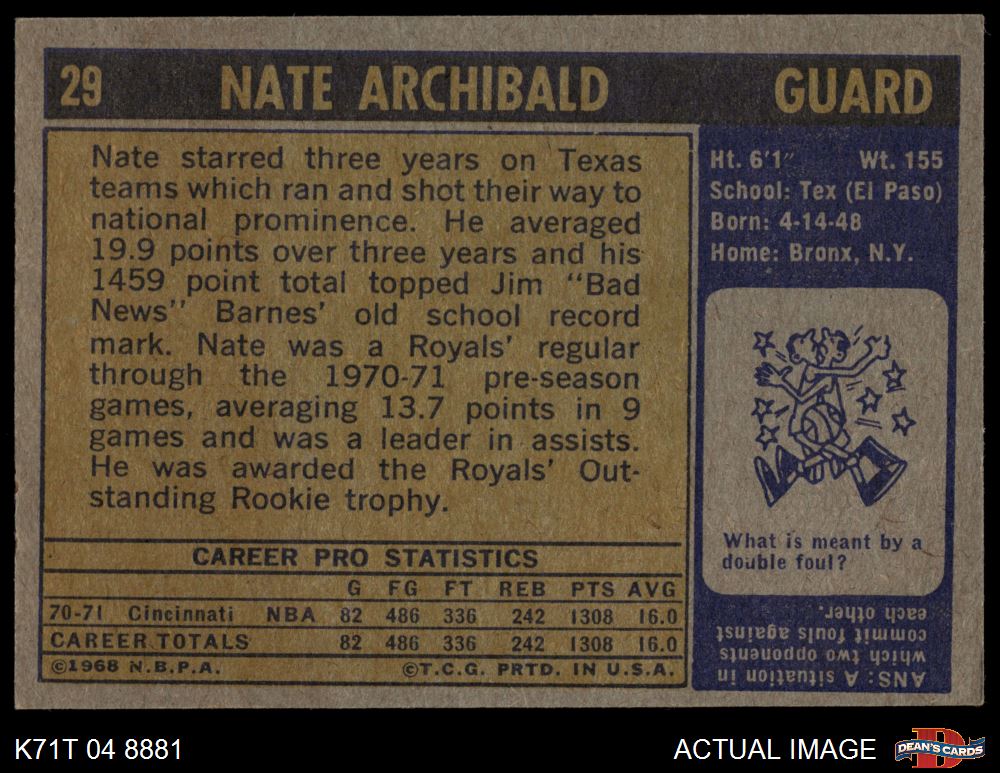 29 NATE ARCHIBALD GUARD
Nate starred three years on Texas
teams which ran and shot their way to
national prominence. He averaged
19.9 points over three years and his
1459 point total topped Jim "Bad
News" Barnes' old school record
mark. Nate was a Royals' regular
through the 1970-71 pre-season
games, averaging 13.7 points in 9
games and was a leader in assists.
He was awarded the Royals' Out-
standing Rookie trophy.
CAREER PRO STATISTICS
G FG FT REB PTS AVG
70-71 Cincinnati NBA 82 486 336 242 1308 16.0
CAREER TOTALS 82 486 336 242 1308 16.0
©1968 N.B.P.A. ©T.C.G. PRTD. IN U.S.A.
Ht. 6'1" Wt. 155
School: Tex (El Paso)
Born: 4-14-48
Home: Bronx, N.Y.
What is meant by a
double foul?
ANS: A situation in
which two opponents
commit fouls against
each other.
K71T 04 8881 ACTUAL IMAGE
D
DEAN'S CARDS